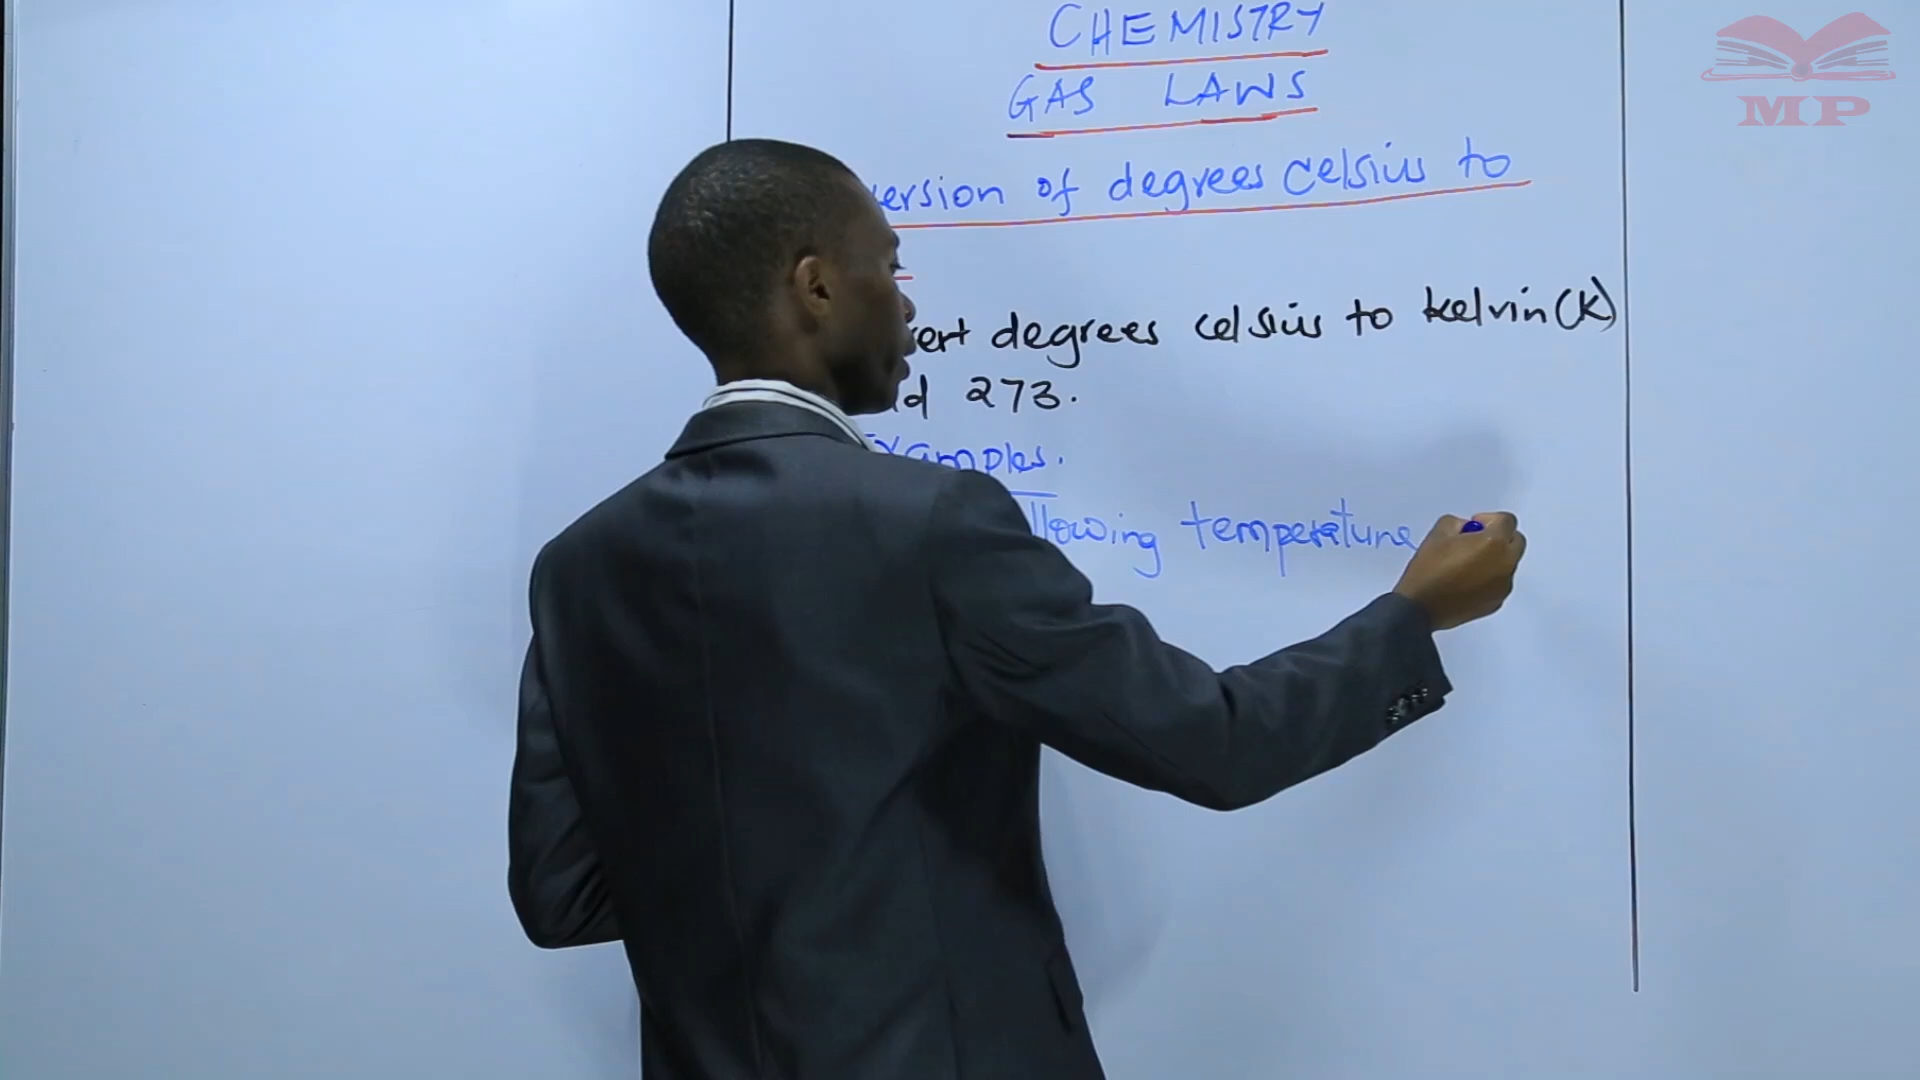 CHEMISTRY
GAS LAWS
ersion of degrees celsius to
ert degrees celsius to kelvin (K)
d 273.
xamples.
llowing temperature
MP